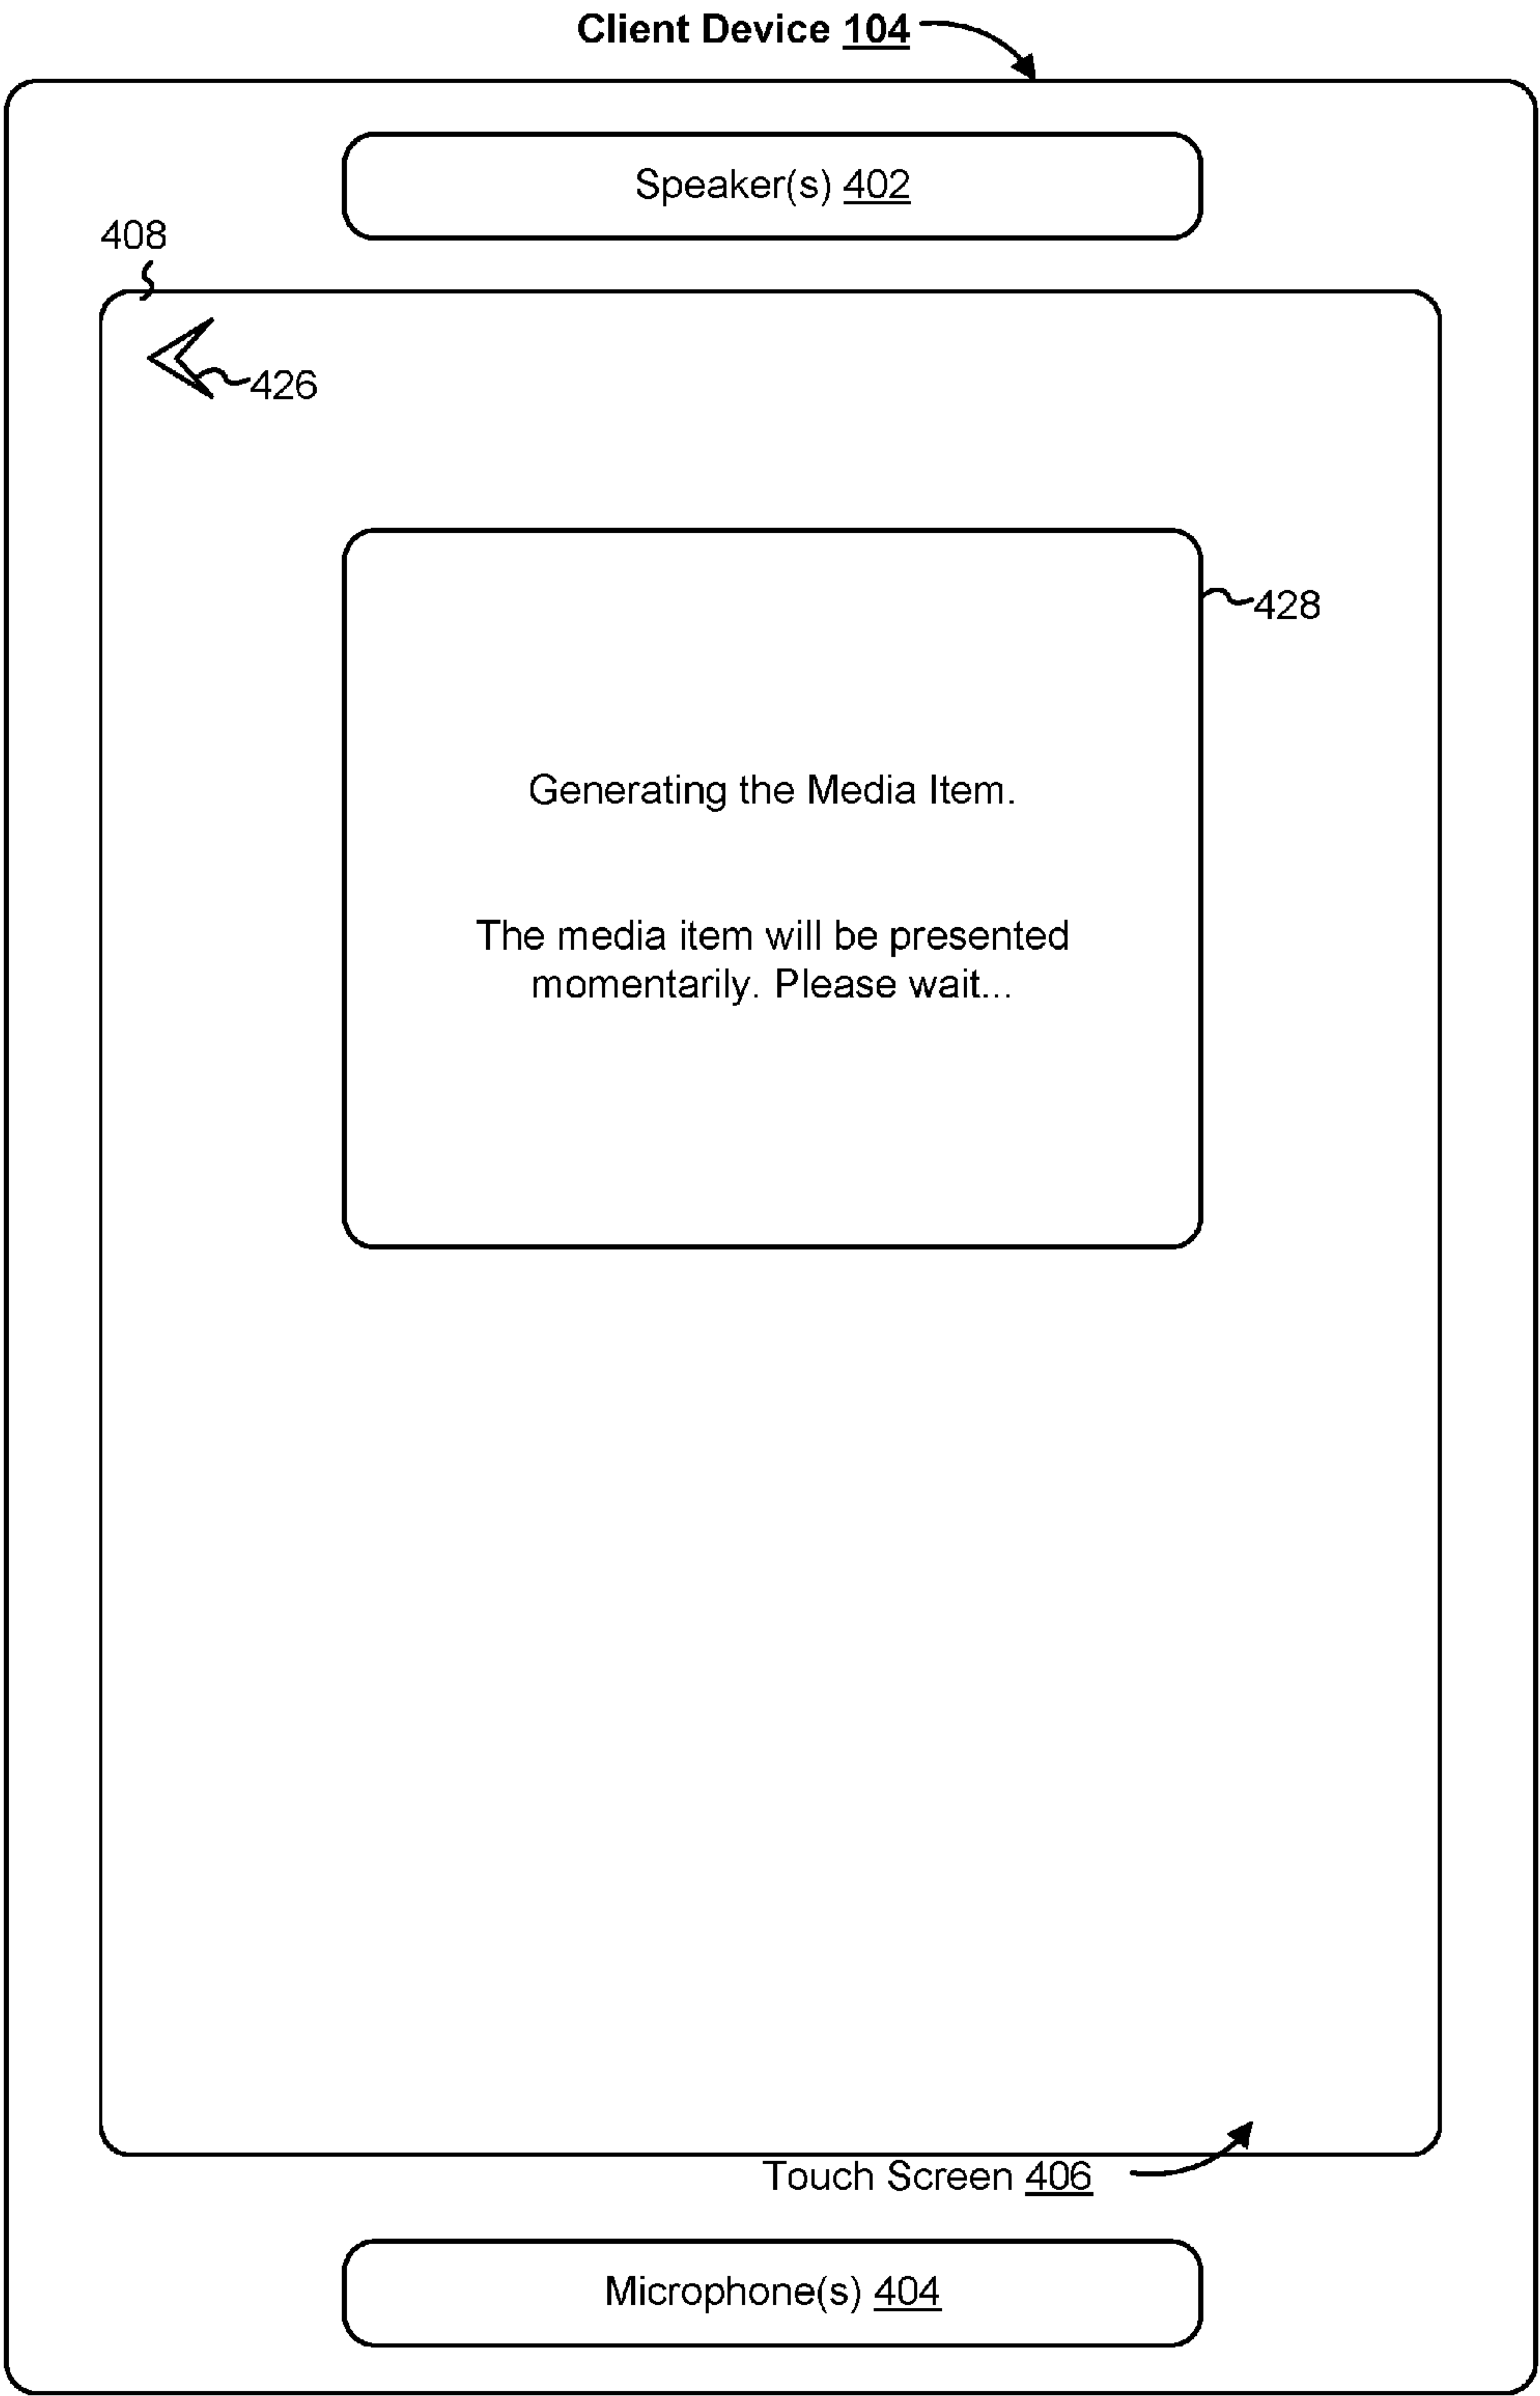 Client Device 104
Speaker(s) 402
408
426
428
Generating the Media Item.
The media item will be presented
momentarily. Please wait...
Touch Screen 406
Microphone(s) 404